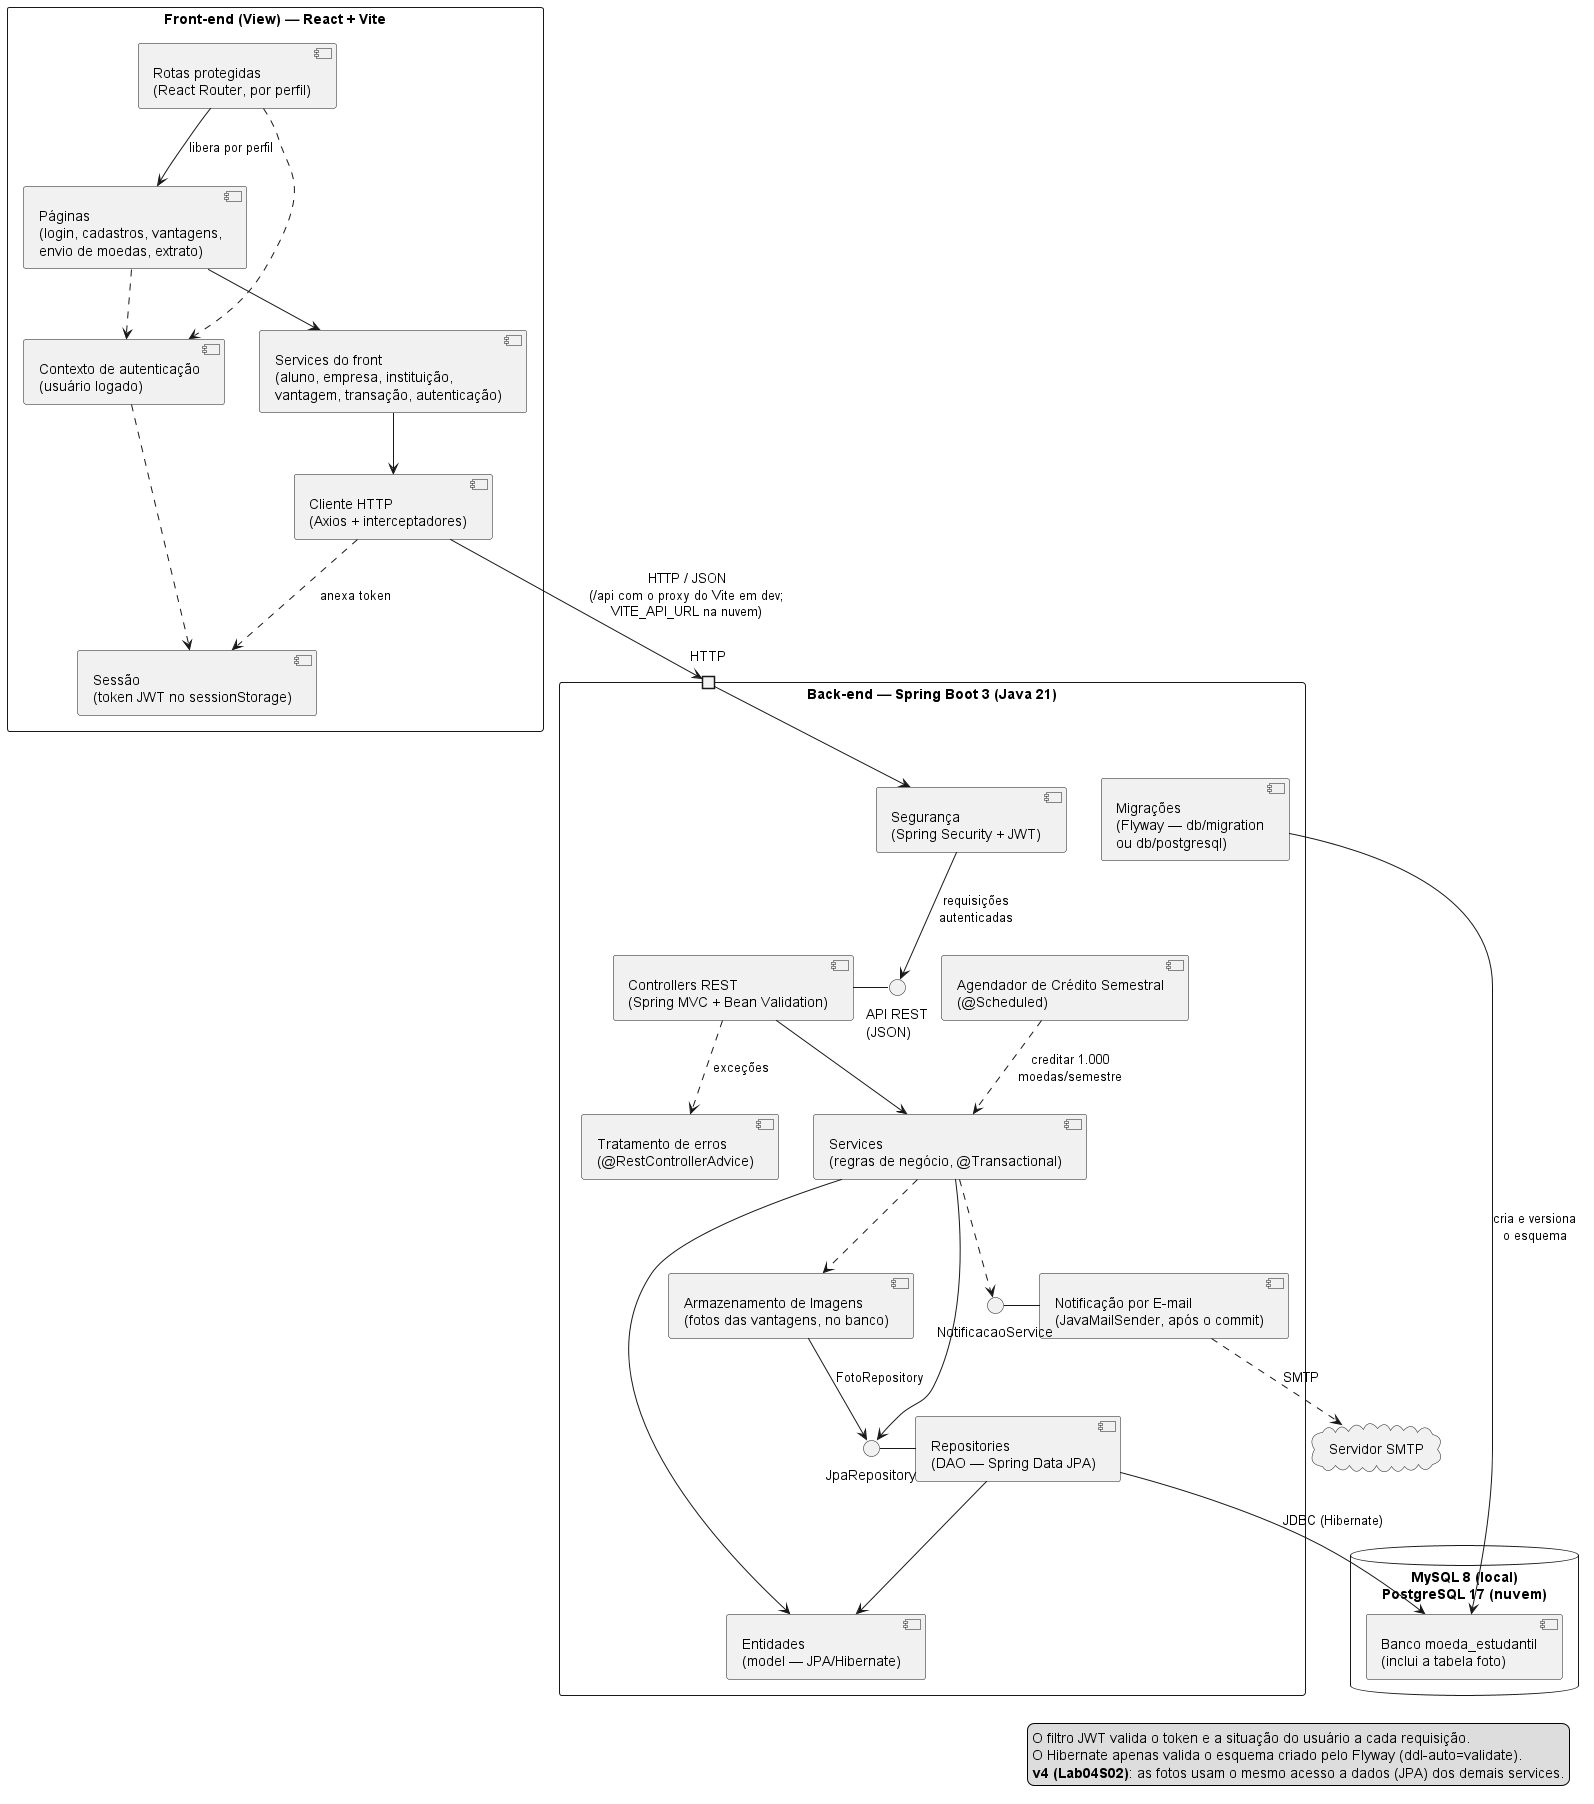 Front-end (View) — React + Vite
Rotas protegidas
(React Router, por perfil)
libera por perfil
Páginas
(login, cadastros, vantagens,
envio de moedas, extrato)
Contexto de autenticação
(usuário logado)
Services do front
(aluno, empresa, instituição,
vantagem, transação, autenticação)
Cliente HTTP
(Axios + interceptadores)
anexa token
Sessão
(token JWT no sessionStorage)
HTTP / JSON
(/api com o proxy do Vite em dev;
VITE_API_URL na nuvem)
HTTP
Back-end — Spring Boot 3 (Java 21)
Segurança
(Spring Security + JWT)
Migrações
(Flyway — db/migration
ou db/postgresql)
requisições
autenticadas
Controllers REST
(Spring MVC + Bean Validation)
API REST
(JSON)
Agendador de Crédito Semestral
(@Scheduled)
exceções
creditar 1.000
moedas/semestre
Tratamento de erros
(@RestControllerAdvice)
Services
(regras de negócio, @Transactional)
cria e versiona
o esquema
Armazenamento de Imagens
(fotos das vantagens, no banco)
NotificacaoService
Notificação por E-mail
(JavaMailSender, após o commit)
FotoRepository
SMTP
JpaRepository
Repositories
(DAO — Spring Data JPA)
Servidor SMTP
JDBC (Hibernate)
MySQL 8 (local)
PostgreSQL 17 (nuvem)
Banco moeda_estudantil
(inclui a tabela foto)
Entidades
(model — JPA/Hibernate)
O filtro JWT valida o token e a situação do usuário a cada requisição.
O Hibernate apenas valida o esquema criado pelo Flyway (ddl-auto=validate).
v4 (Lab04S02): as fotos usam o mesmo acesso a dados (JPA) dos demais services.